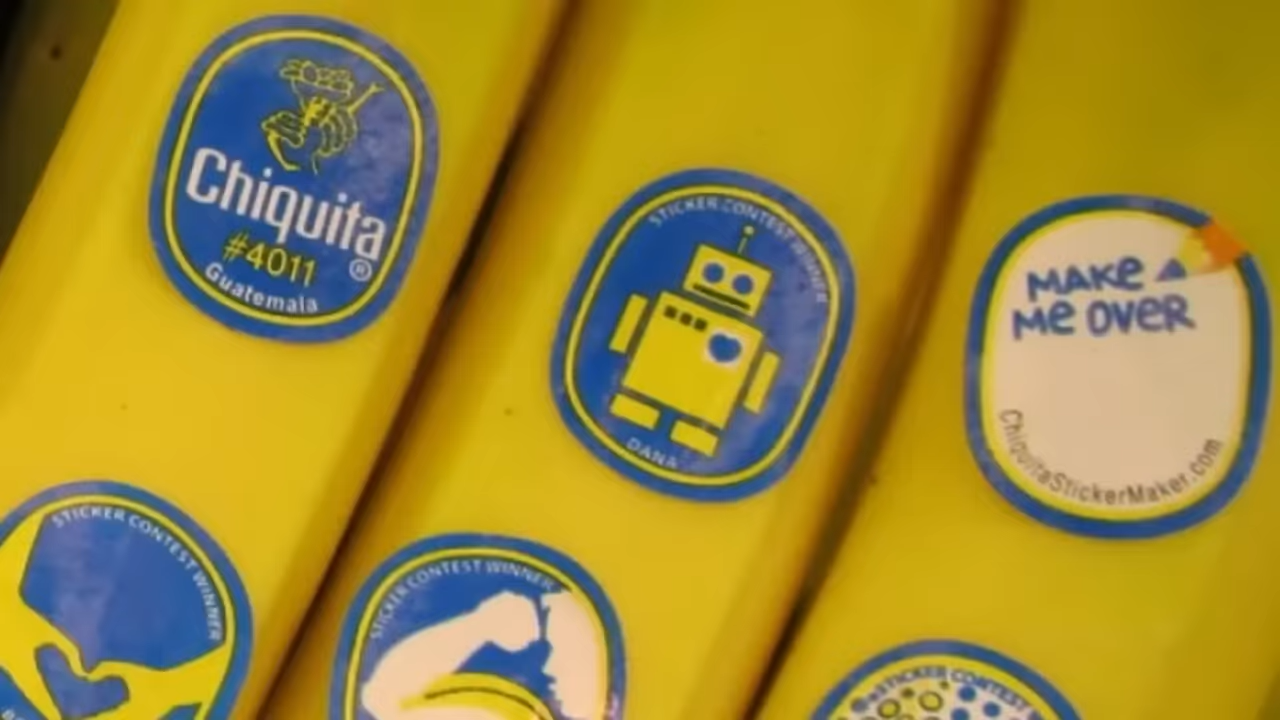 Chiquita
#4011
®
Guatemala
STICKER CONTEST WINNER
DANA
MAKE
ME OVER
ChiquitaStickerMaker.com
STICKER CONTEST WINNER
STICKER CONTEST WINNER
STICKER CONTEST